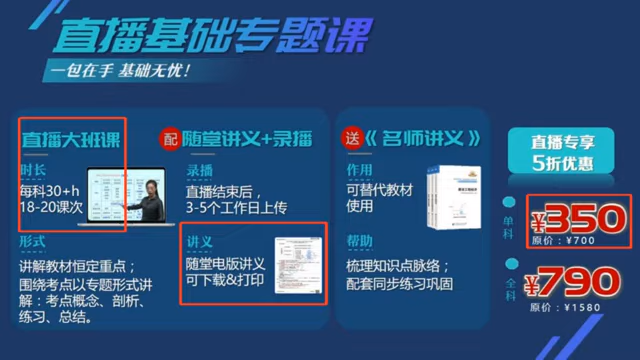 直播基础专题课
一包在手 基础无忧！
直播大班课
时长
每科30+h
18-20课次
形式
讲解教材恒定重点；
围绕考点以专题形式讲
解：考点概念、剖析、
练习、总结。
配
随堂讲义+录播
录播
直播结束后，
3-5个工作日上传
讲义
随堂电版讲义
可下载&打印
送
《名师讲义》
作用
可替代教材
使用
帮助
梳理知识点脉络；
配套同步练习巩固
直播专享
5折优惠
单科
¥350
原价：¥700
全科
¥790
原价：¥1580